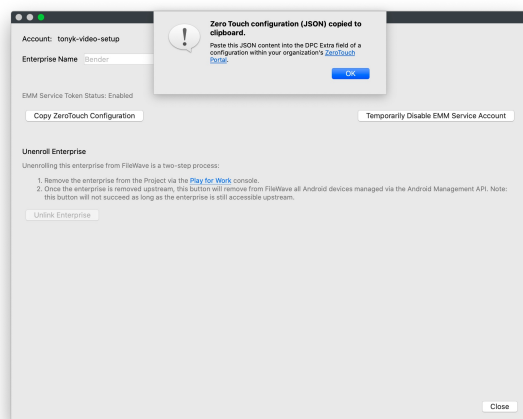 Zero Touch configuration (JSON) copied to
clipboard.
Paste this JSON content into the DPC Extra field of a
configuration within your organization's ZeroTouch
Portal.
OK
Account: tonyk-video-setup
Enterprise Name Bender
EMM Service Token Status: Enabled
Copy ZeroTouch Configuration
Temporarily Disable EMM Service Account
Unenroll Enterprise
Unenrolling this enterprise from FileWave is a two-step process:
1. Remove the enterprise from the Project via the Play for Work console.
2. Once the enterprise is removed upstream, this button will remove from FileWave all Android devices managed via the Android Management API. Note:
this button will not succeed as long as the enterprise is still accessible upstream.
Unlink Enterprise
Close